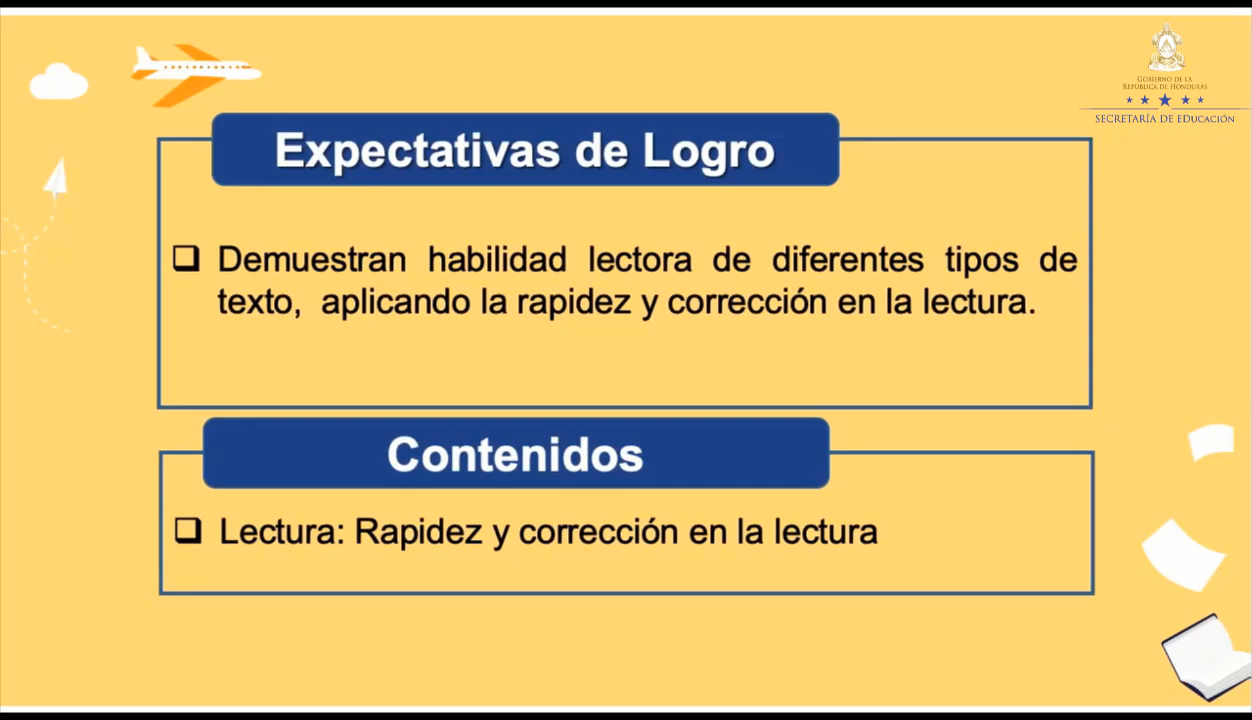 GOBIERNO DE LA
REPÚBLICA DE HONDURAS
SECRETARÍA DE EDUCACIÓN
Expectativas de Logro
Demuestran habilidad lectora de diferentes tipos de
texto, aplicando la rapidez y corrección en la lectura.
Contenidos
Lectura: Rapidez y corrección en la lectura